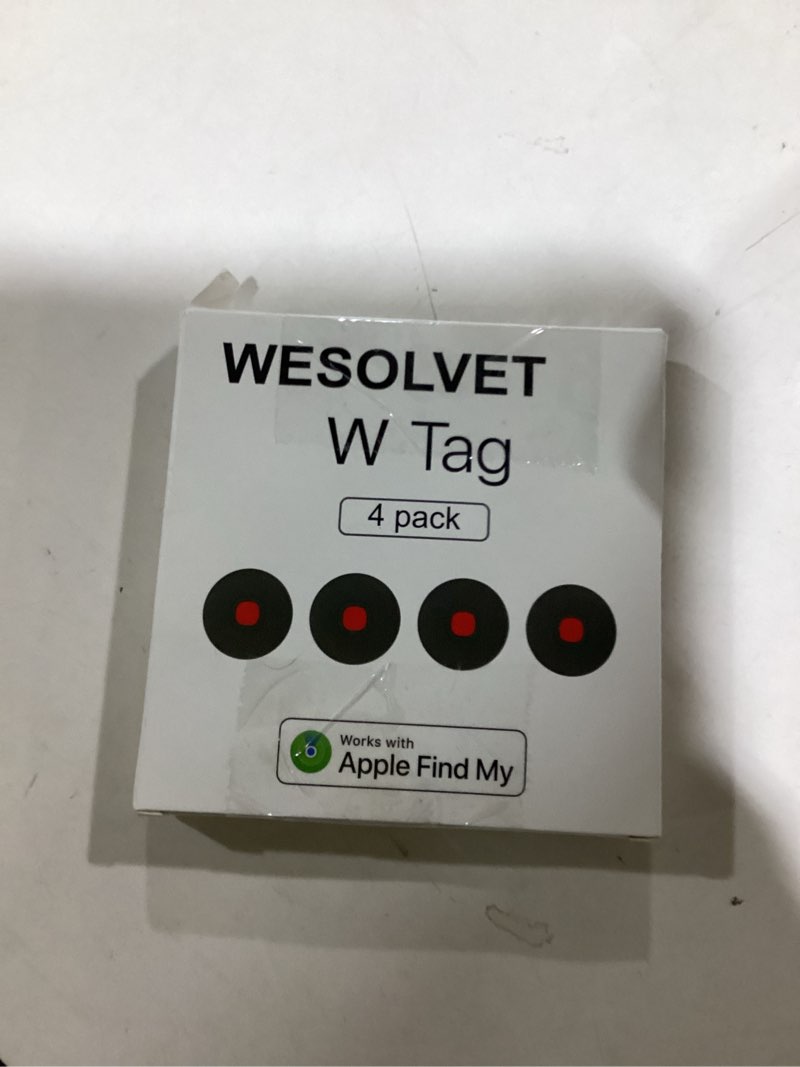 WESOLVET
W Tag
4 pack
Works with
Apple Find My